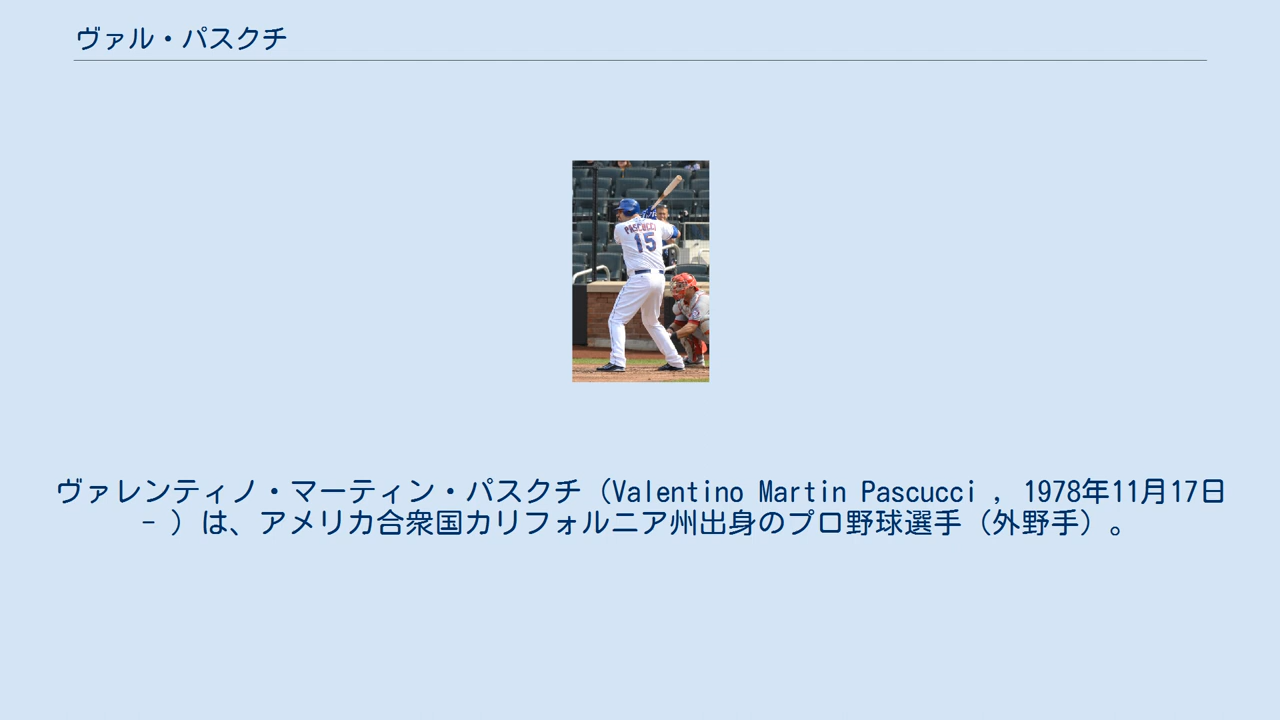 ヴァル・パスクチ
PASCUCCI
15
ヴァレンティノ・マーティン・パスクチ（Valentino Martin Pascucci , 1978年11月17日
- ）は、アメリカ合衆国カリフォルニア州出身のプロ野球選手（外野手）。